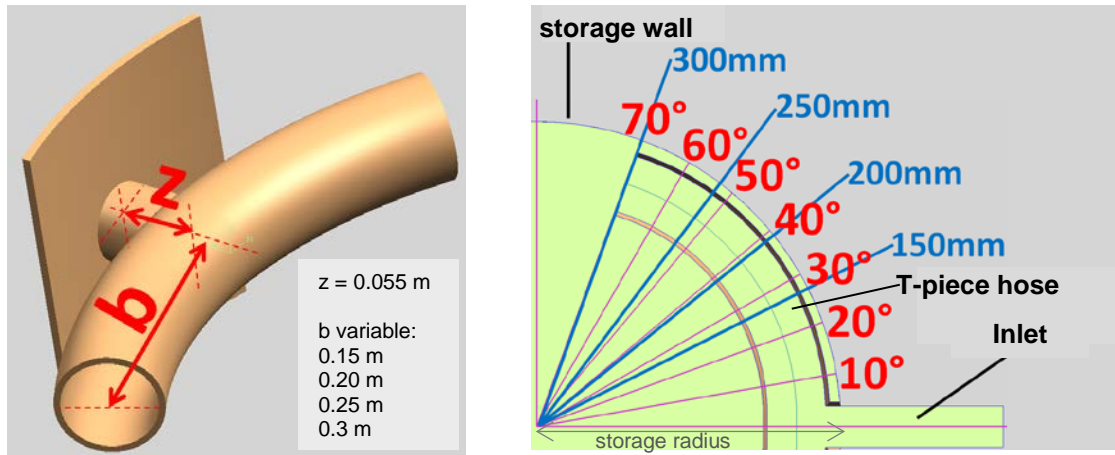 z
b
z = 0.055 m
b variable:
0.15 m
0.20 m
0.25 m
0.3 m
storage wall
300mm
70°
250mm
60°
50°
200mm
40°
150mm
30°
T-piece hose
20°
Inlet
10°
storage radius